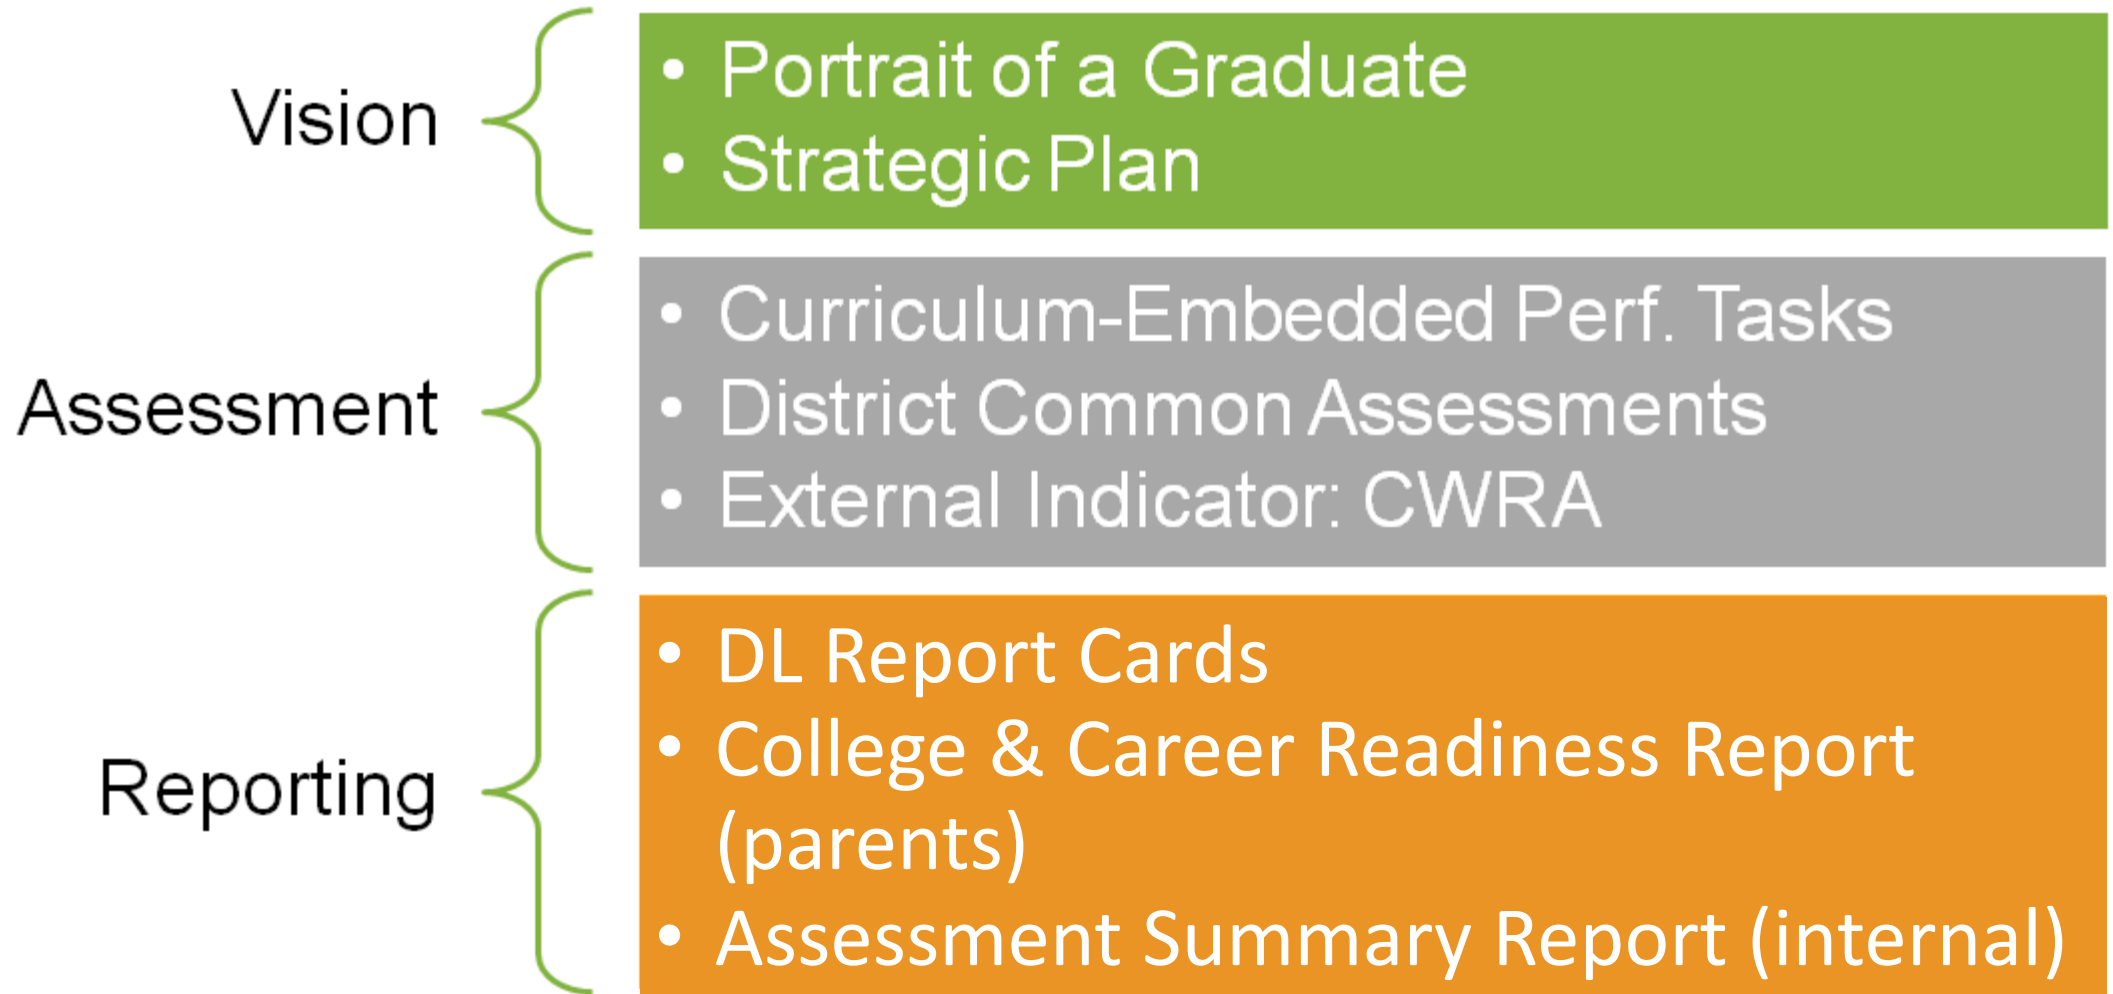 Vision
• Portrait of a Graduate
• Strategic Plan
Assessment
• Curriculum-Embedded Perf. Tasks
• District Common Assessments
• External Indicator: CWRA
Reporting
• DL Report Cards
• College & Career Readiness Report
(parents)
• Assessment Summary Report (internal)